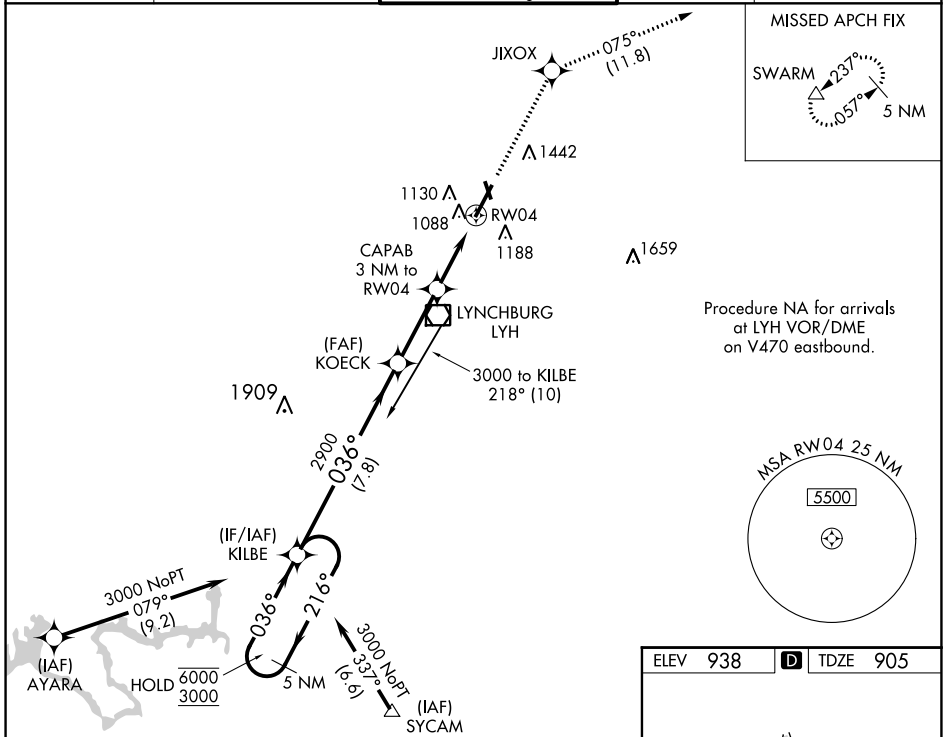 MISSED APCH FIX
SWARM
237°
057°
5 NM
JIXOX
075°
(11.8)
1442
1130
1088
RW04
1188
1659
CAPAB
3 NM to
RW04
LYNCHBURG
LYH
Procedure NA for arrivals
at LYH VOR/DME
on V470 eastbound.
(FAF)
KOECK
3000 to KILBE
218° (10)
1909
2900
036°
(7.8)
MSA RW04 25 NM
5500
(IF/IAF)
KILBE
3000 NoPT
079°
(9.2)
036°
216°
(IAF)
AYARA
HOLD 6000
3000
5 NM
3000 NoPT
337°
(6.6)
(IAF)
SYCAM
ELEV 938 D TDZE 905